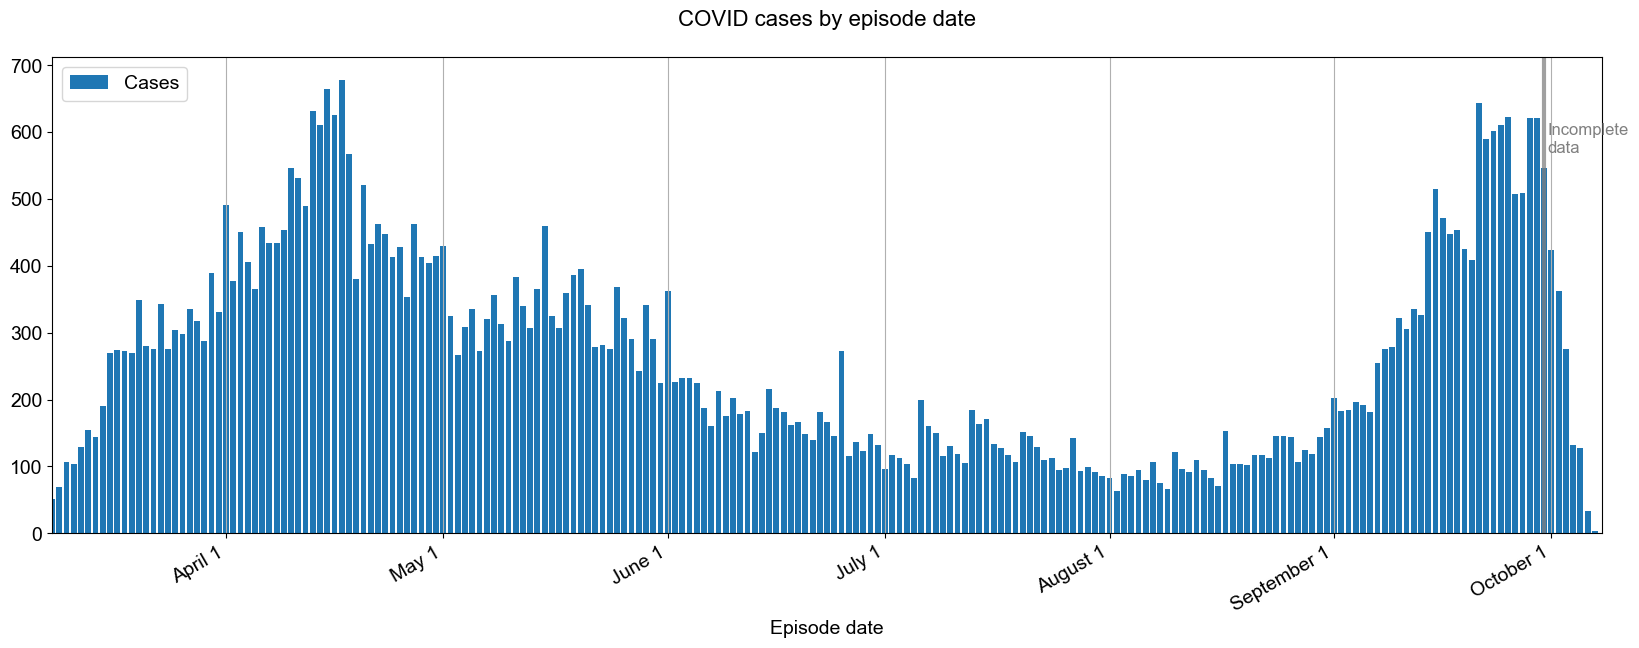 COVID cases by episode date
700
Cases
600
Incomplete
data
500
400
300
200
100
0
April 1
May 1
June 1
July 1
August 1
September 1
October 1
Episode date